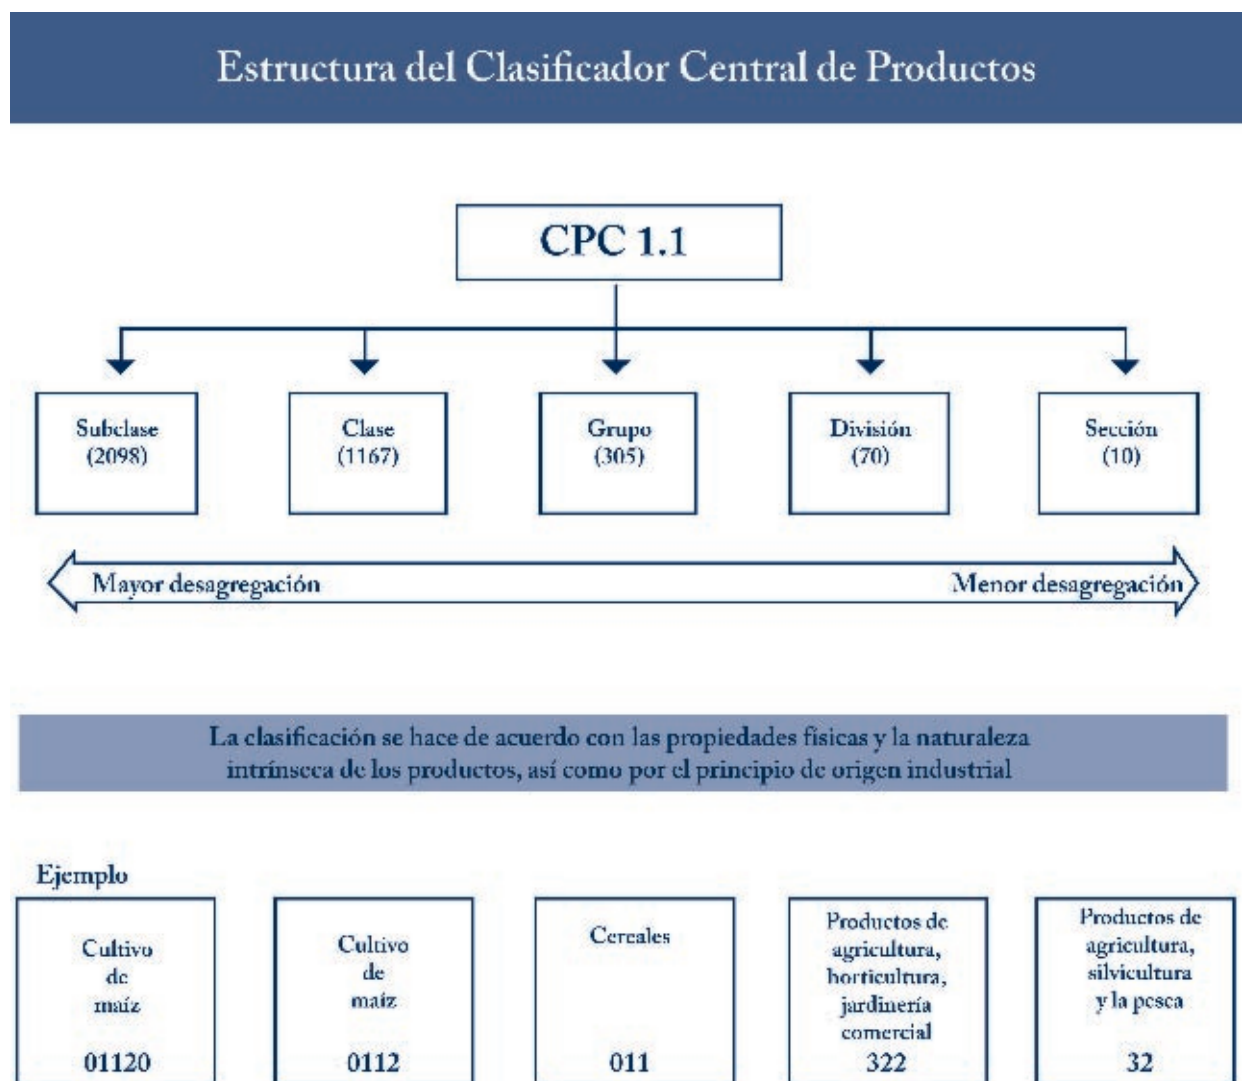 Estructura del Clasificador Central de Productos
CPC 1.1
Subclase
(2098)
Clase
(1167)
Grupo
(305)
División
(70)
Sección
(10)
Mayor desagregación
Menor desagregación
La clasificación se hace de acuerdo con las propiedades físicas y la naturaleza
intrínseca de los productos, así como por el principio de origen industrial
Ejemplo
Cultivo
de
maíz
01120
Cultivo
de
maíz
0112
Cereales
011
Productos de
agricultura,
horticultura,
jardinería
comercial
322
Productos de
agricultura,
silvicultura
y la pesca
32